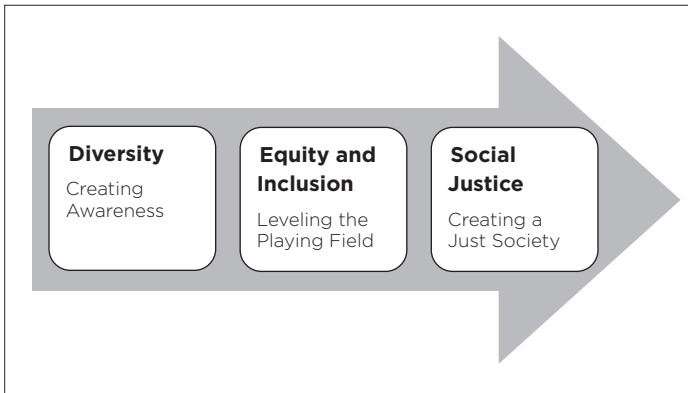 Diversity
Creating
Awareness
Equity and
Inclusion
Leveling the
Playing Field
Social
Justice
Creating a
Just Society